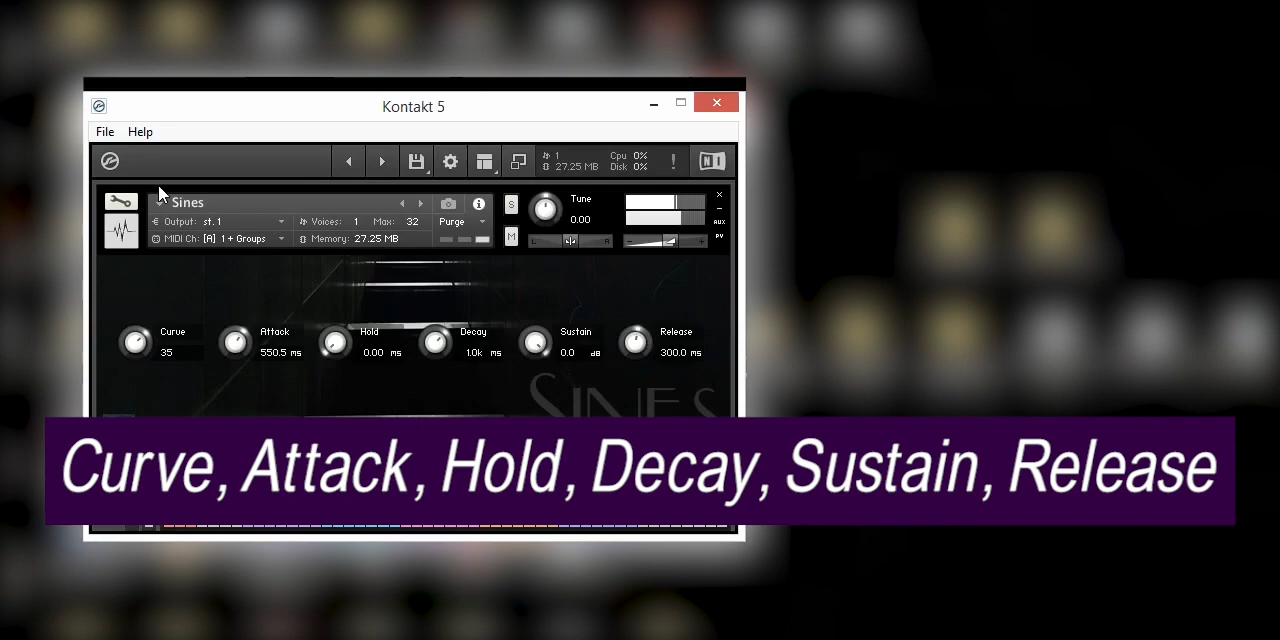 Kontakt 5
File Help
1 Cpu 0%
27.25 MB Disk 0% !
Sines
Output: st.1 Voices: 1 Max: 32 Purge
MIDI Ch: [A] 1 + Groups Memory: 27.25 MB
S Tune
0.00
M L R - +
AUX
PV
Curve Attack Hold Decay Sustain Release
35 550.5 ms 0.00 ms 1.0k ms 0.0 dB 300.0 ms
SINES
Curve, Attack, Hold, Decay, Sustain, Release